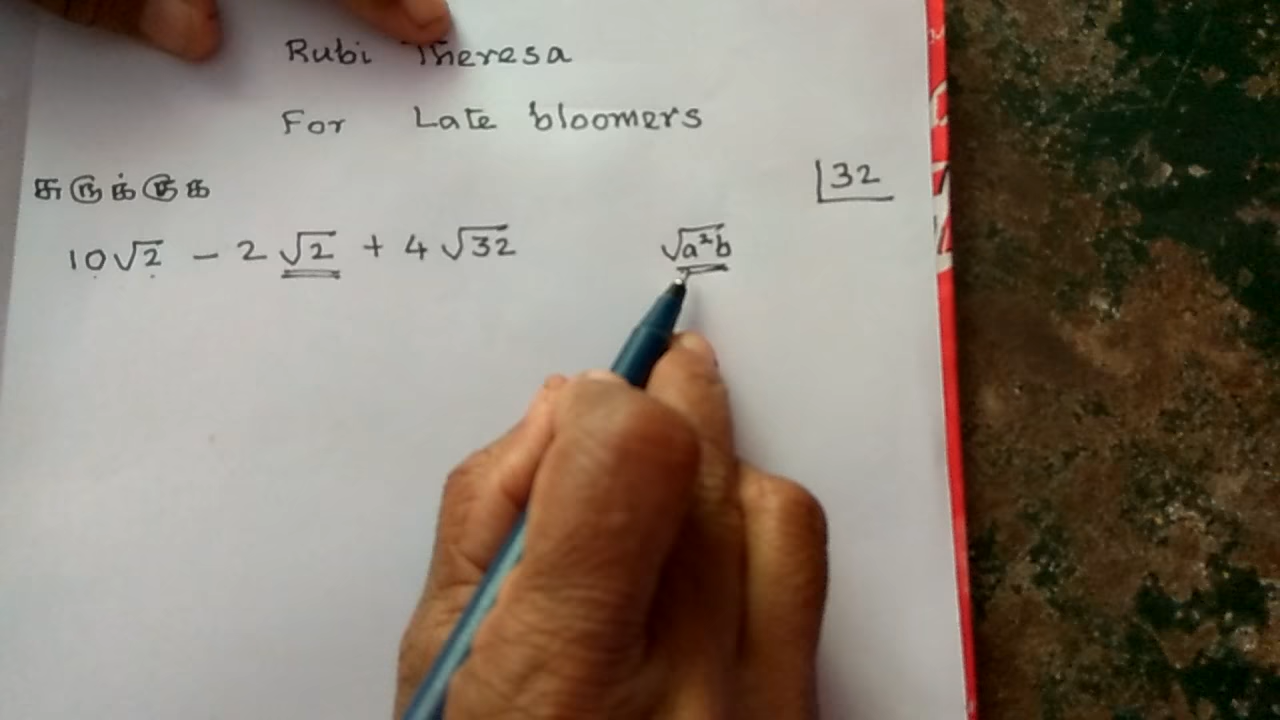 Rubi Theresa
For Late bloomers
சுருக்குக
32
10√2 – 2√2 + 4√32
√a²b